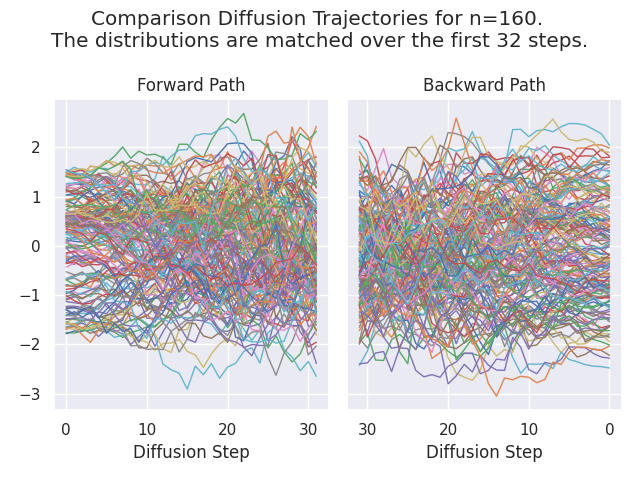 Comparison Diffusion Trajectories for n=160.
The distributions are matched over the first 32 steps.
Forward Path
Backward Path
2
1
0
−1
−2
−3
0 10 20 30
30 20 10 0
Diffusion Step
Diffusion Step